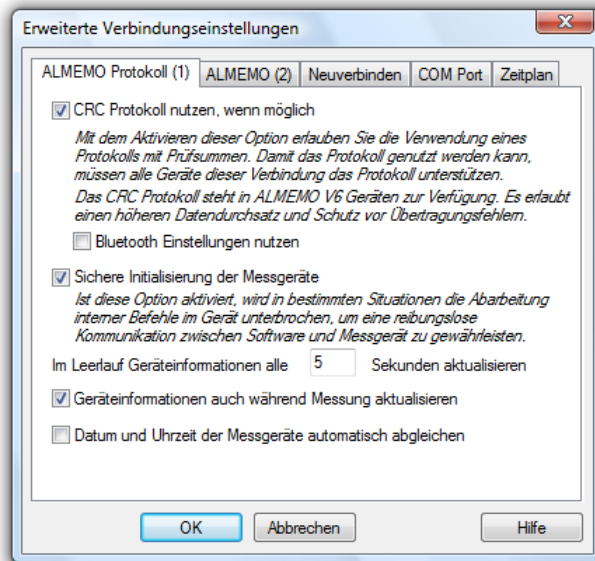 Erweiterte Verbindungseinstellungen
ALMEMO Protokoll (1) ALMEMO (2) Neuverbinden COM Port Zeitplan
CRC Protokoll nutzen, wenn möglich
Mit dem Aktivieren dieser Option erlauben Sie die Verwendung eines
Protokolls mit Prüfsummen. Damit das Protokoll genutzt werden kann,
müssen alle Geräte dieser Verbindung das Protokoll unterstützen.
Das CRC Protokoll steht in ALMEMO V6 Geräten zur Verfügung. Es erlaubt
einen höheren Datendurchsatz und Schutz vor Übertragungsfehlern.
Bluetooth Einstellungen nutzen
Sichere Initialisierung der Messgeräte
Ist diese Option aktiviert, wird in bestimmten Situationen die Abarbeitung
interner Befehle im Gerät unterbrochen, um eine reibungslose
Kommunikation zwischen Software und Messgerät zu gewährleisten.
Im Leerlauf Geräteinformationen alle 5 Sekunden aktualisieren
Geräteinformationen auch während Messung aktualisieren
Datum und Uhrzeit der Messgeräte automatisch abgleichen
OK Abbrechen Hilfe